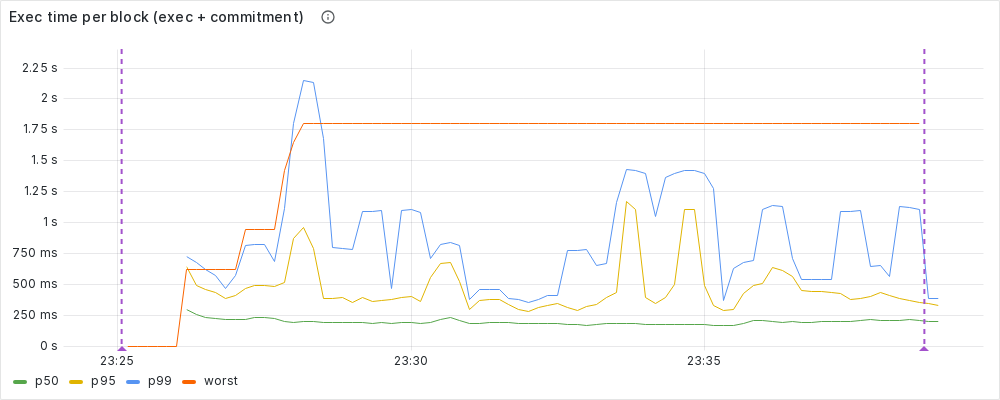 Exec time per block (exec + commitment)
2.25 s
2 s
1.75 s
1.5 s
1.25 s
1 s
750 ms
500 ms
250 ms
0 s
23:25 23:30 23:35
p50 p95 p99 worst